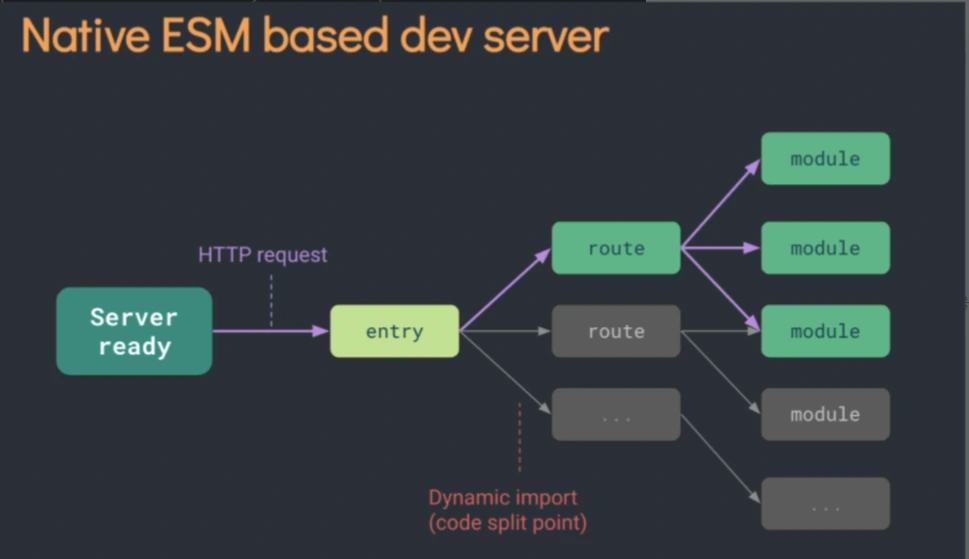 Native ESM based dev server
HTTP request
Server
ready
entry
route
route
...
module
module
module
module
...
Dynamic import
(code split point)